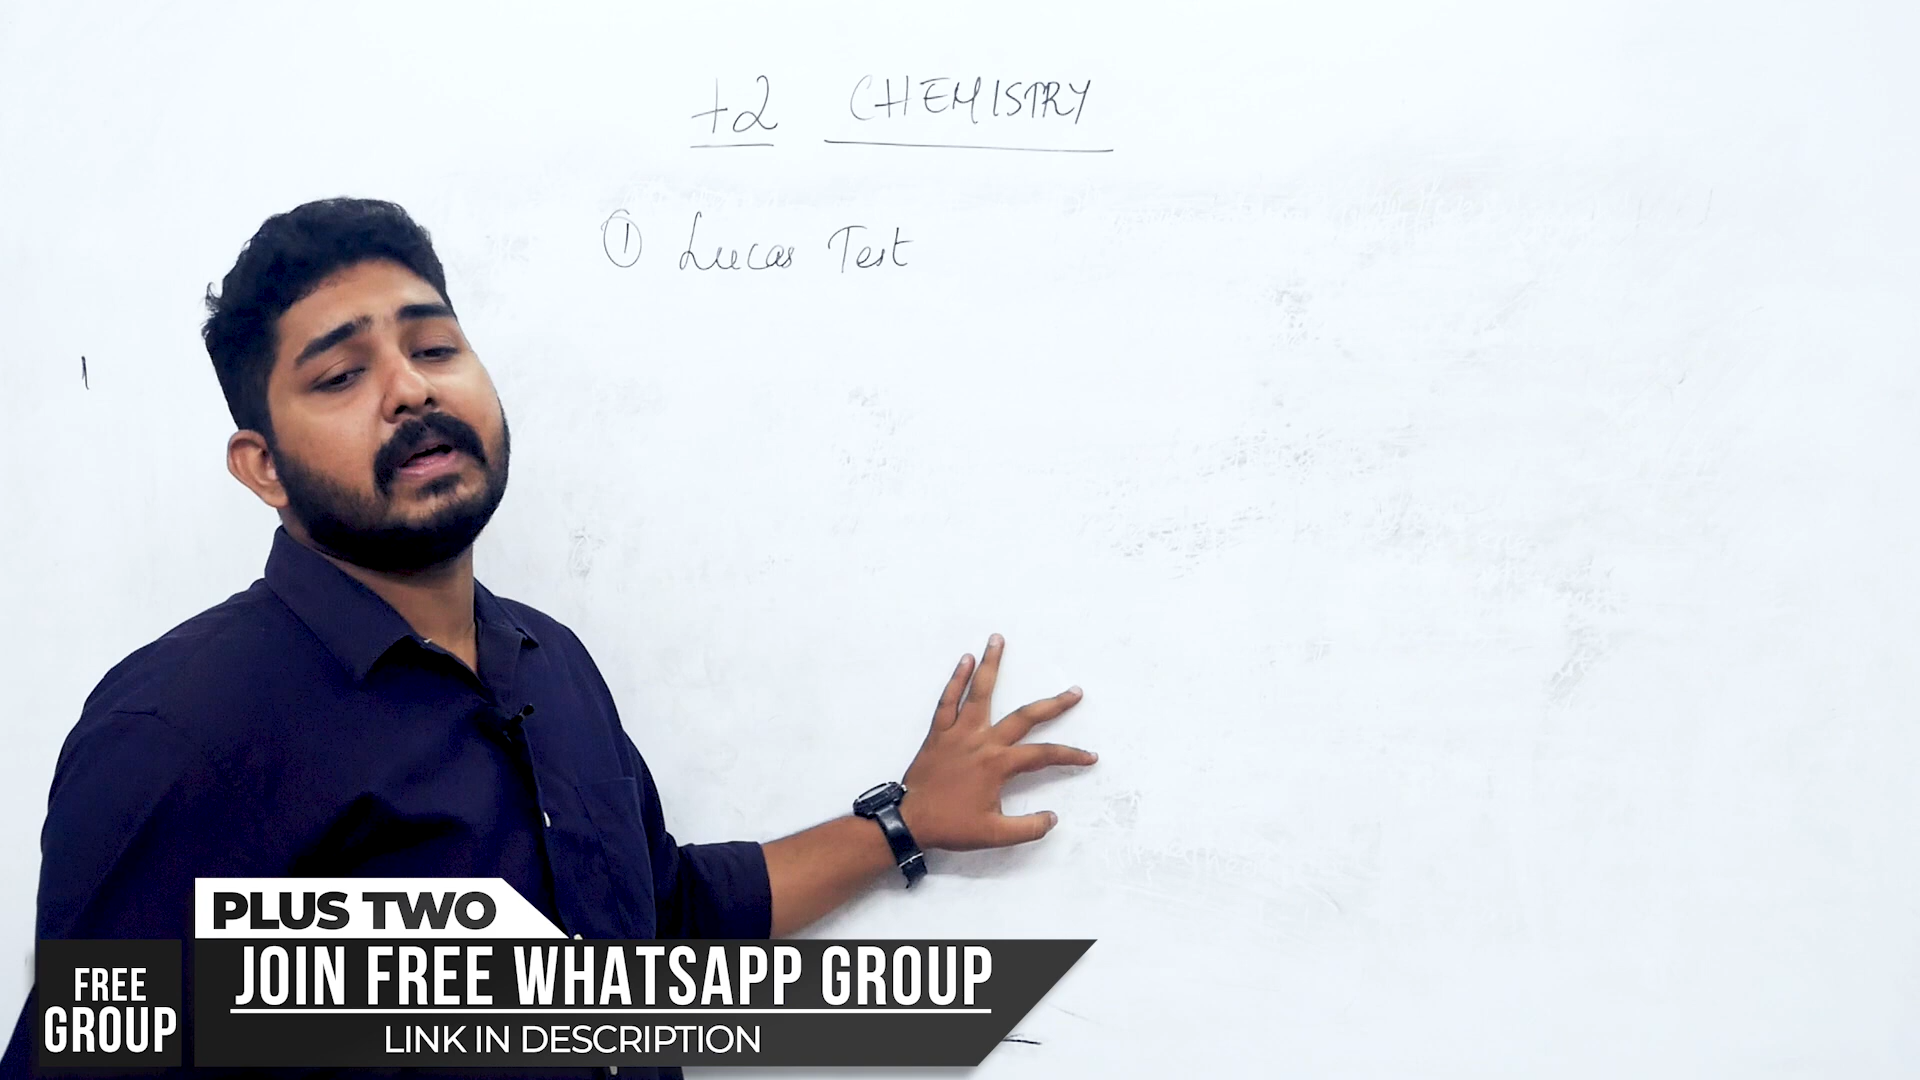 +2 CHEMISTRY
① Lucas Test
PLUS TWO
FREE GROUP
JOIN FREE WHATSAPP GROUP
LINK IN DESCRIPTION